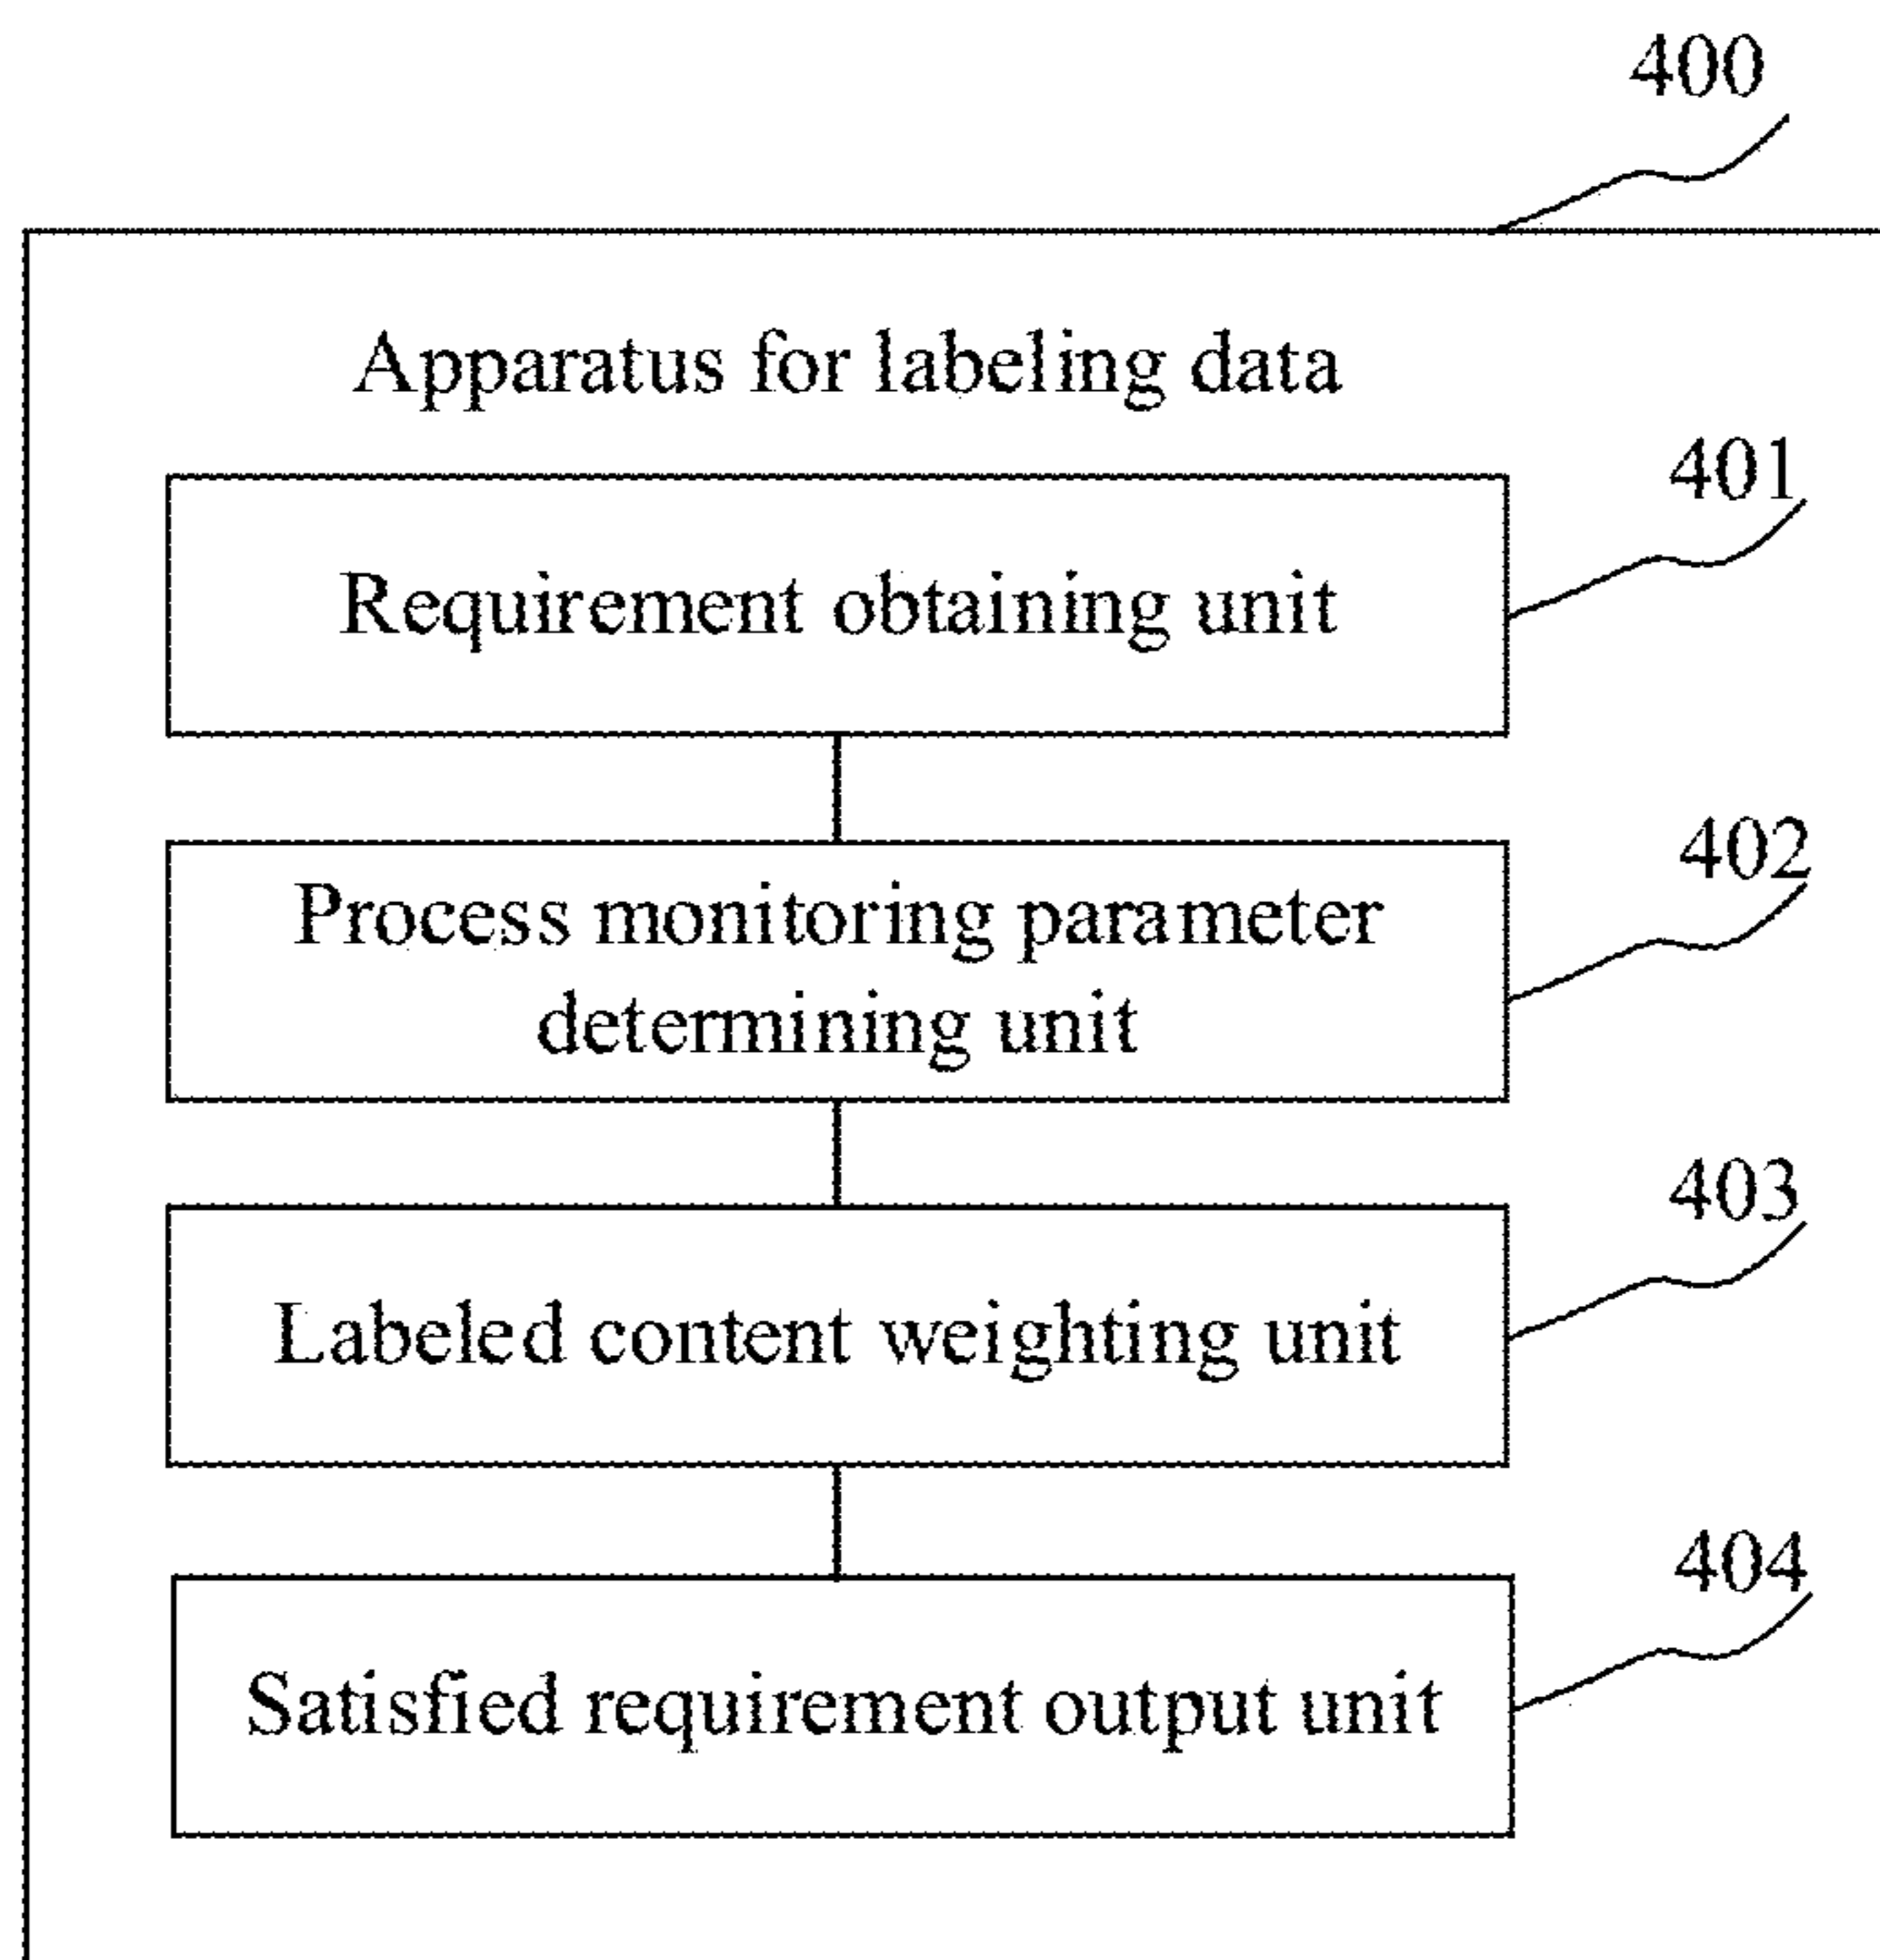 400
Apparatus for labeling data
401
Requirement obtaining unit
402
Process monitoring parameter
determining unit
403
Labeled content weighting unit
404
Satisfied requirement output unit